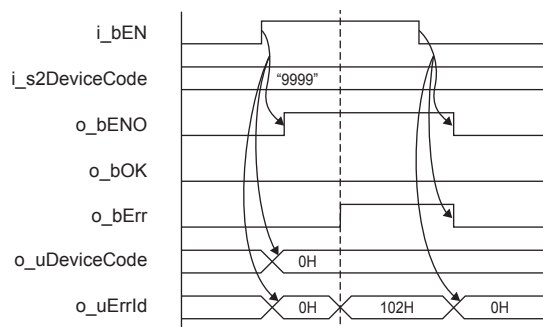 i_bEN
i_s2DeviceCode
“9999”
o_bENO
o_bOK
o_bErr
o_uDeviceCode
0H
o_uErrId
0H 102H 0H